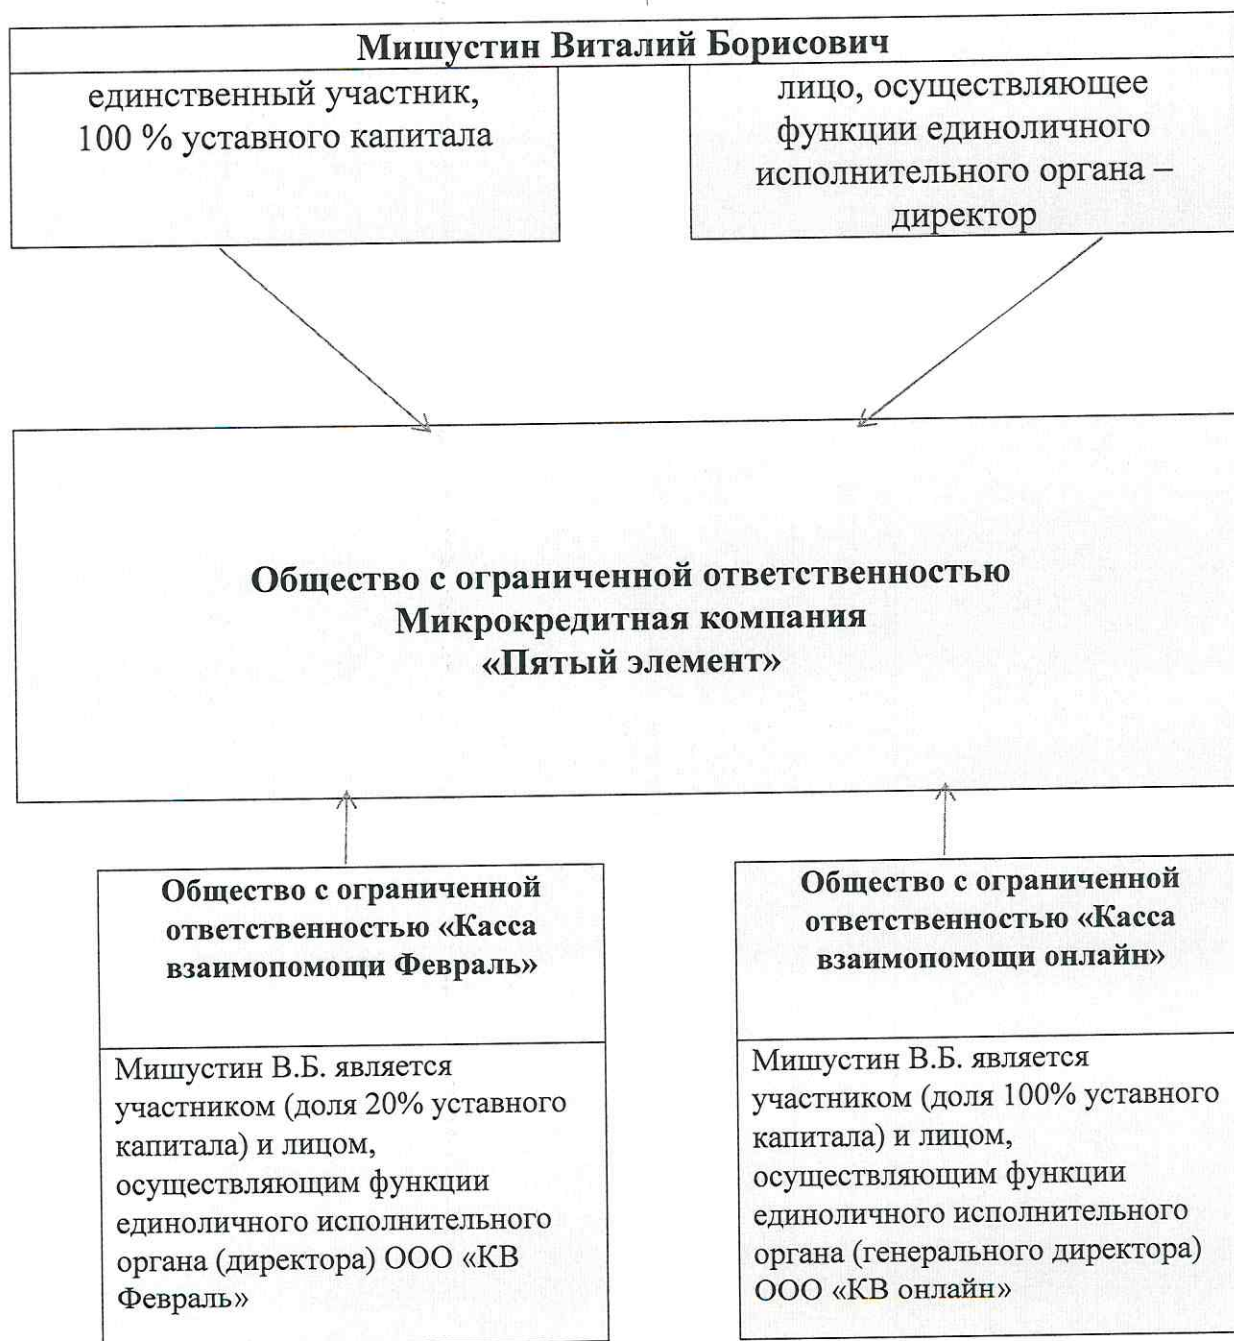 Мишустин Виталий Борисович
единственный участник,
100 % уставного капитала
лицо, осуществляющее
функции единоличного
исполнительного органа –
директор
Общество с ограниченной ответственностью
Микрокредитная компания
«Пятый элемент»
Общество с ограниченной
ответственностью «Касса
взаимопомощи Февраль»
Мишустин В.Б. является
участником (доля 20% уставного
капитала) и лицом,
осуществляющим функции
единоличного исполнительного
органа (директора) ООО «КВ
Февраль»
Общество с ограниченной
ответственностью «Касса
взаимопомощи онлайн»
Мишустин В.Б. является
участником (доля 100% уставного
капитала) и лицом,
осуществляющим функции
единоличного исполнительного
органа (генерального директора)
ООО «КВ онлайн»